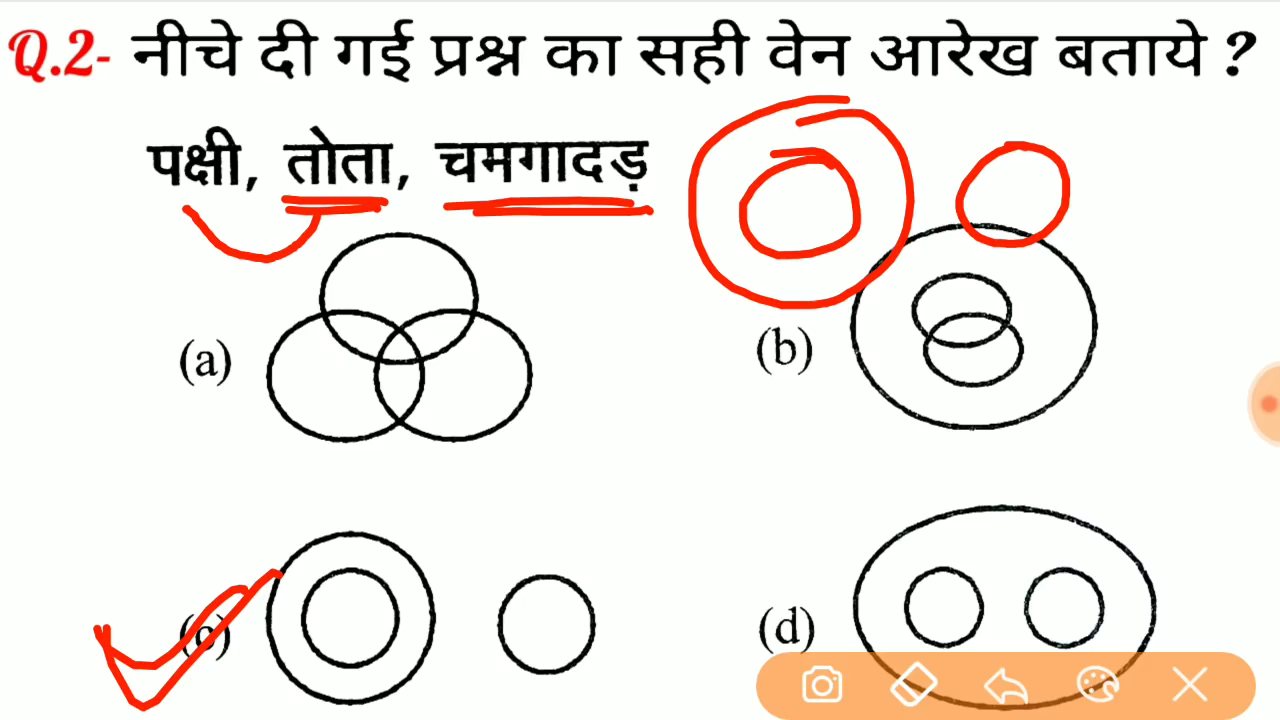 Q.2- नीचे दी गई प्रश्न का सही वेन आरेख बताये ?
पक्षी, तोता, चमगादड़
(a)
(b)
(c)
(d)